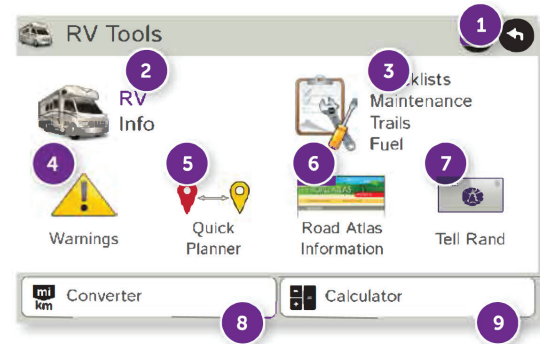 RV Tools
1
2
RV
Info
3
cklists
Maintenance
Trails
Fuel
4
Warnings
5
Quick
Planner
6
Road Atlas
Information
7
Tell Rand
mi
km
Converter
8
Calculator
9